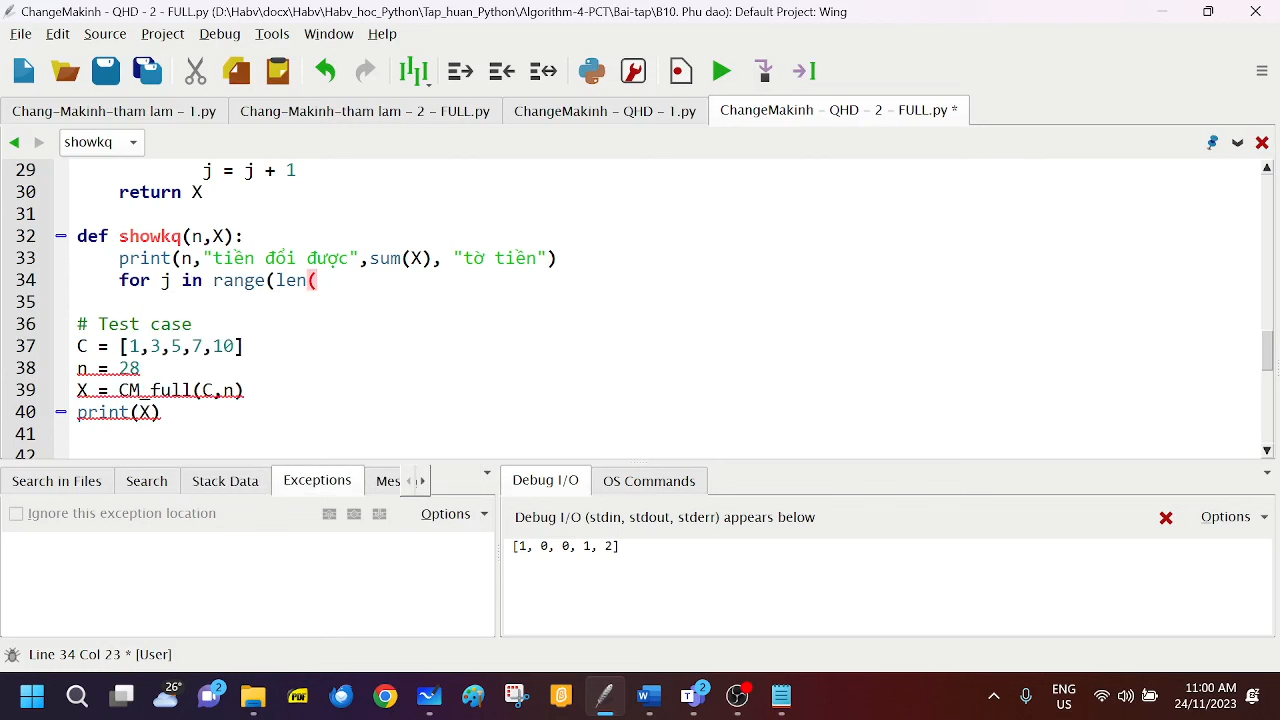 ChangeMakinh - QHD - 2 - FULL.py (D:\Habv\docx\Habv\Habv_hoc_Python\Tap_huan_Python\Algorithm-4-PCT\Bai-tap\B10. Phu dao): Default Project: Wing
File Edit Source Project Debug Tools Window Help
Chang-Makinh-tham lam - 1.py Chang-Makinh-tham lam - 2 - FULL.py ChangeMakinh - QHD - 1.py ChangeMakinh - QHD - 2 - FULL.py *
showkq
29 j = j + 1
30 return X
31
32 def showkq(n,X):
33 print(n,"tiền đổi được",sum(X), "tờ tiền")
34 for j in range(len(
35
36 # Test case
37 C = [1,3,5,7,10]
38 n = 28
39 X = CM_full(C,n)
40 print(X)
41
42
Search in Files Search Stack Data Exceptions Mes Debug I/O OS Commands
Ignore this exception location Options Debug I/O (stdin, stdout, stderr) appears below Options
[1, 0, 0, 1, 2]
Line 34 Col 23 * [User]
26° 2 PDF 2 ENG US 11:00 AM 24/11/2023